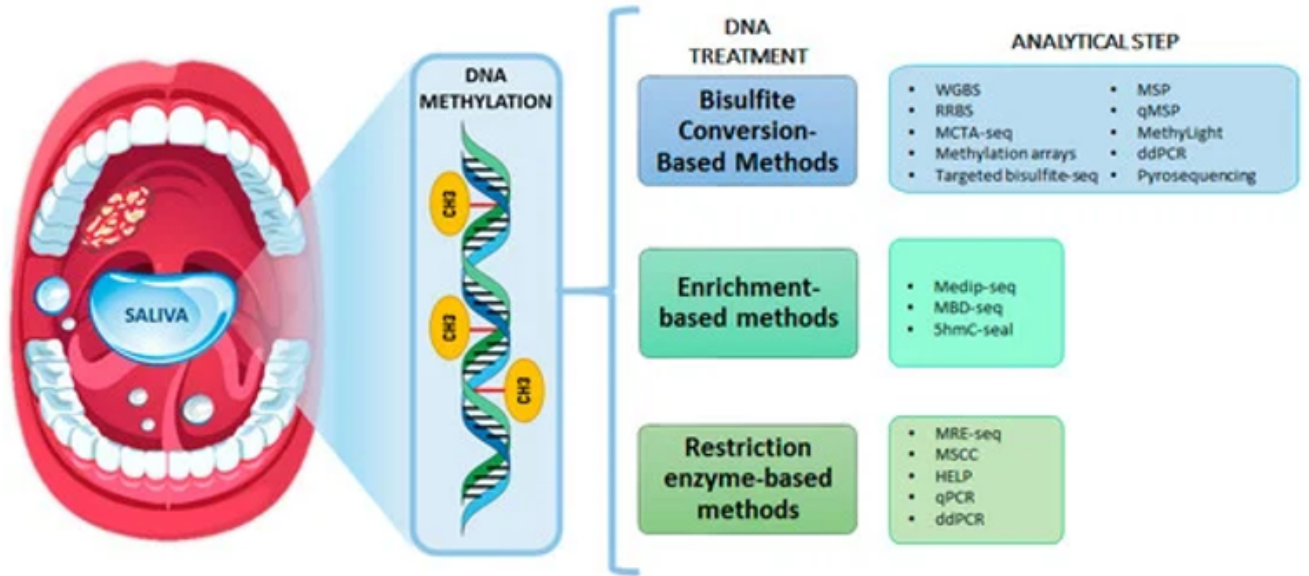 SALIVA
DNA
METHYLATION
CH3
CH3
CH3
DNA
TREATMENT
Bisulfite
Conversion-
Based Methods
Enrichment-
based methods
Restriction
enzyme-based
methods
ANALYTICAL STEP
• WGBS
• RRBS
• MCTA-seq
• Methylation arrays
• Targeted bisulfite-seq
• MSP
• qMSP
• MethyLight
• ddPCR
• Pyrosequencing
• Medip-seq
• MBD-seq
• 5hmC-seal
• MRE-seq
• MSCC
• HELP
• qPCR
• ddPCR